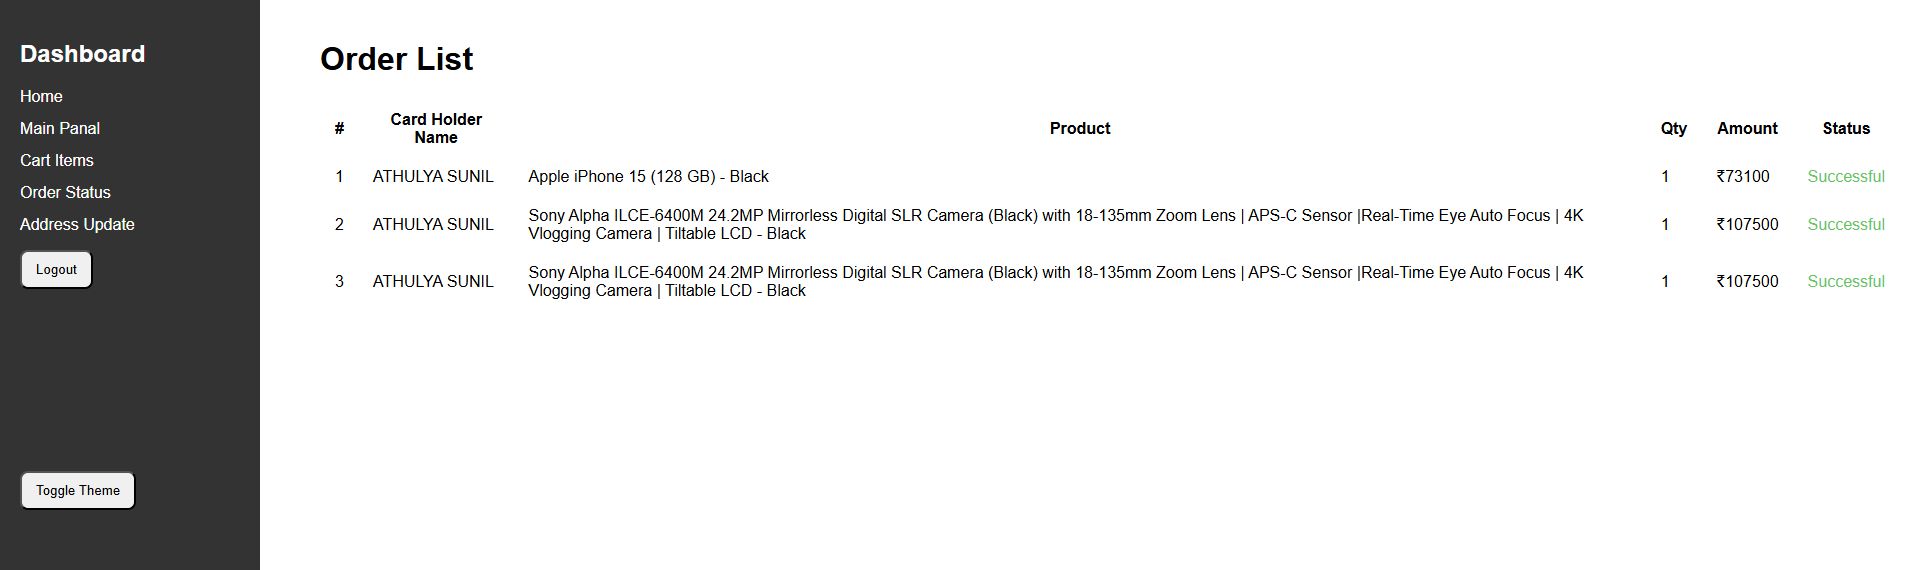 Dashboard
Home
Main Panal
Cart Items
Order Status
Address Update
Logout
Toggle Theme
Order List
# Card Holder Name Product Qty Amount Status
1 ATHULYA SUNIL Apple iPhone 15 (128 GB) - Black 1 ₹73100 Successful
2 ATHULYA SUNIL Sony Alpha ILCE-6400M 24.2MP Mirrorless Digital SLR Camera (Black) with 18-135mm Zoom Lens | APS-C Sensor |Real-Time Eye Auto Focus | 4K
Vlogging Camera | Tiltable LCD - Black 1 ₹107500 Successful
3 ATHULYA SUNIL Sony Alpha ILCE-6400M 24.2MP Mirrorless Digital SLR Camera (Black) with 18-135mm Zoom Lens | APS-C Sensor |Real-Time Eye Auto Focus | 4K
Vlogging Camera | Tiltable LCD - Black 1 ₹107500 Successful